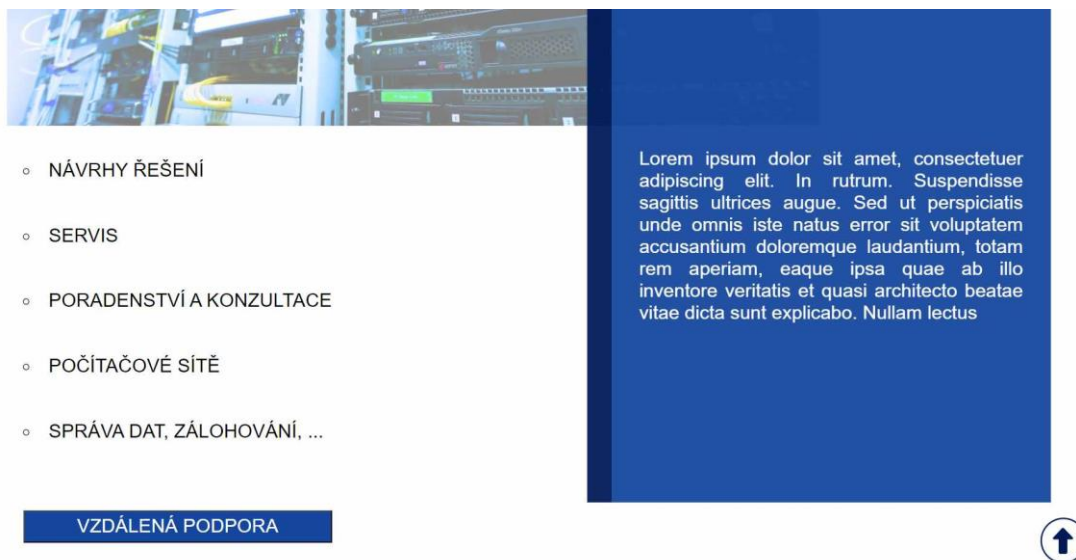 NÁVRHY ŘEŠENÍ
SERVIS
PORADENSTVÍ A KONZULTACE
POČÍTAČOVÉ SÍTĚ
SPRÁVA DAT, ZÁLOHOVÁNÍ, ...
VZDÁLENÁ PODPORA
Lorem ipsum dolor sit amet, consectetuer
adipiscing elit. In rutrum. Suspendisse
sagittis ultrices augue. Sed ut perspiciatis
unde omnis iste natus error sit voluptatem
accusantium doloremque laudantium, totam
rem aperiam, eaque ipsa quae ab illo
inventore veritatis et quasi architecto beatae
vitae dicta sunt explicabo. Nullam lectus